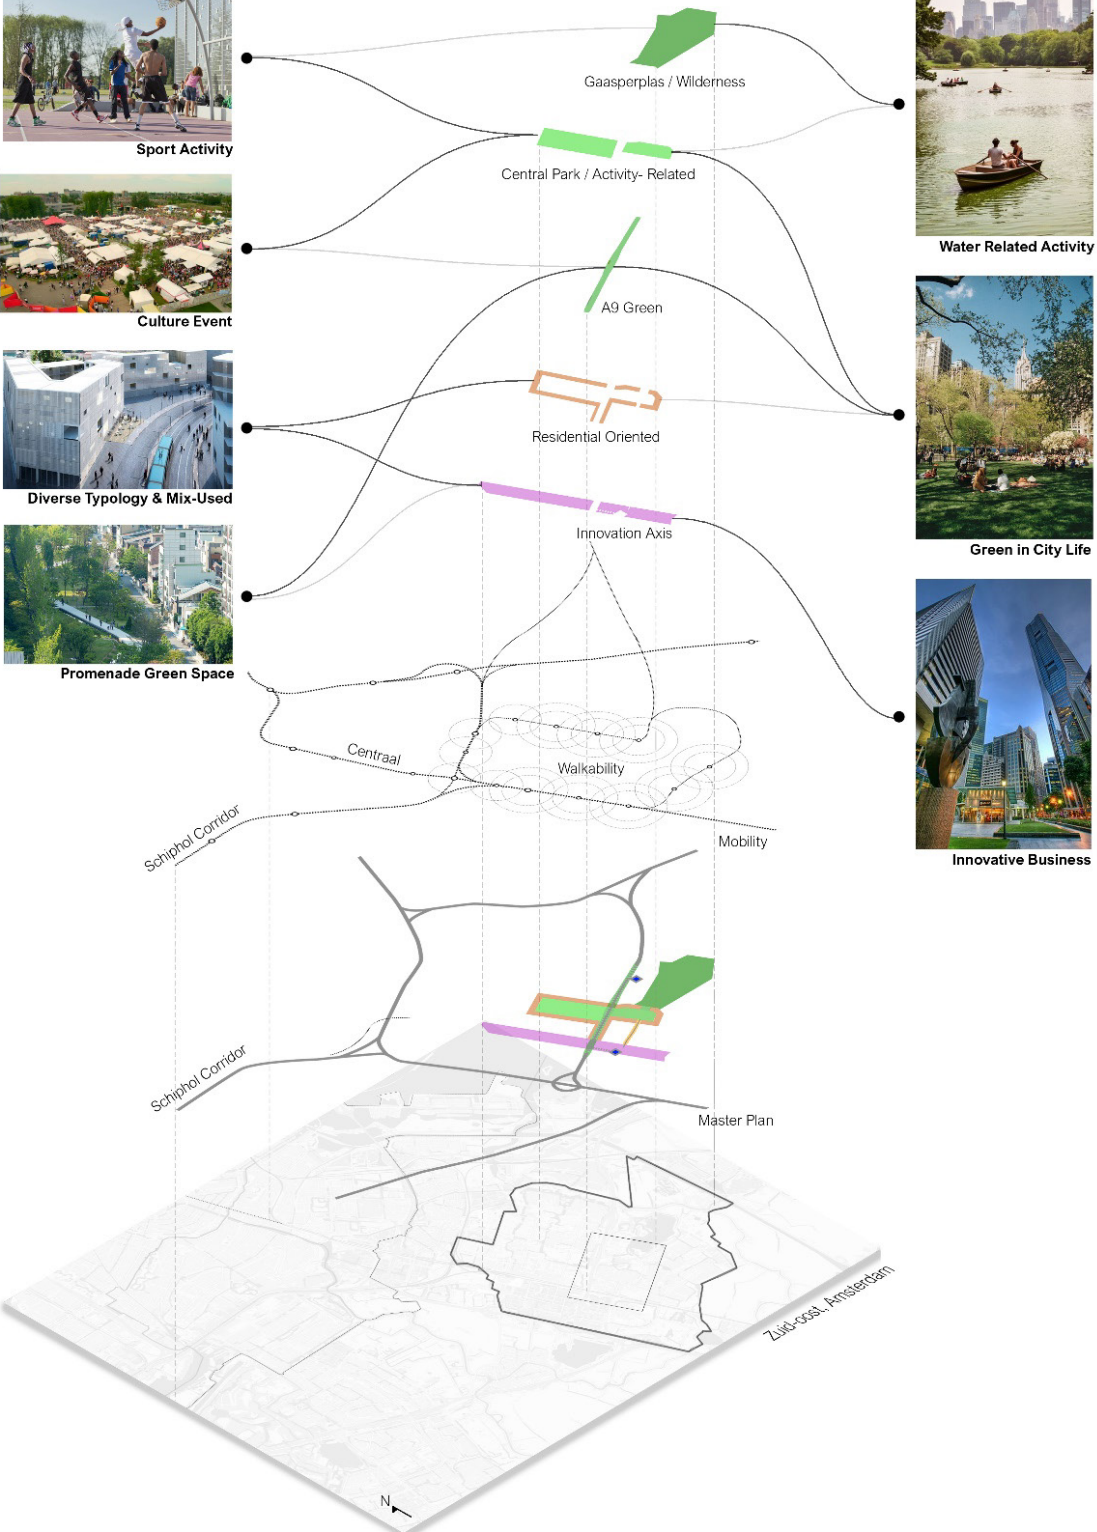 Gaasperplas / Wilderness
Sport Activity
Central Park / Activity- Related
Water Related Activity
A9 Green
Culture Event
Residential Oriented
Diverse Typology & Mix-Used
Innovation Axis
Green in City Life
Promenade Green Space
Centraal
Walkability
Schiphol Corridor
Mobility
Innovative Business
Schiphol Corridor
Master Plan
Zuid-oost, Amsterdam
N